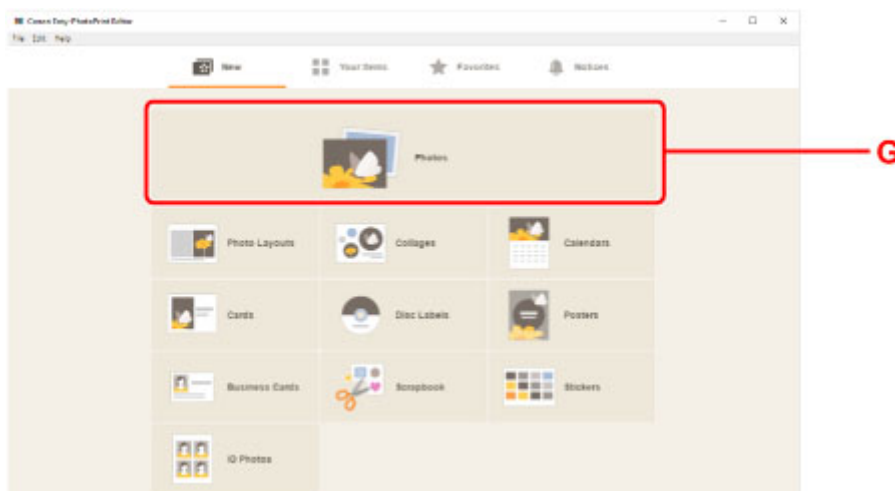 Canon Easy-PhotoPrint Editor
File Edit Help
New Your Items Favorites Notices
Photos
G
Photo Layouts Collages Calendars
Cards Disc Labels Posters
Business Cards Scrapbook Stickers
ID Photos